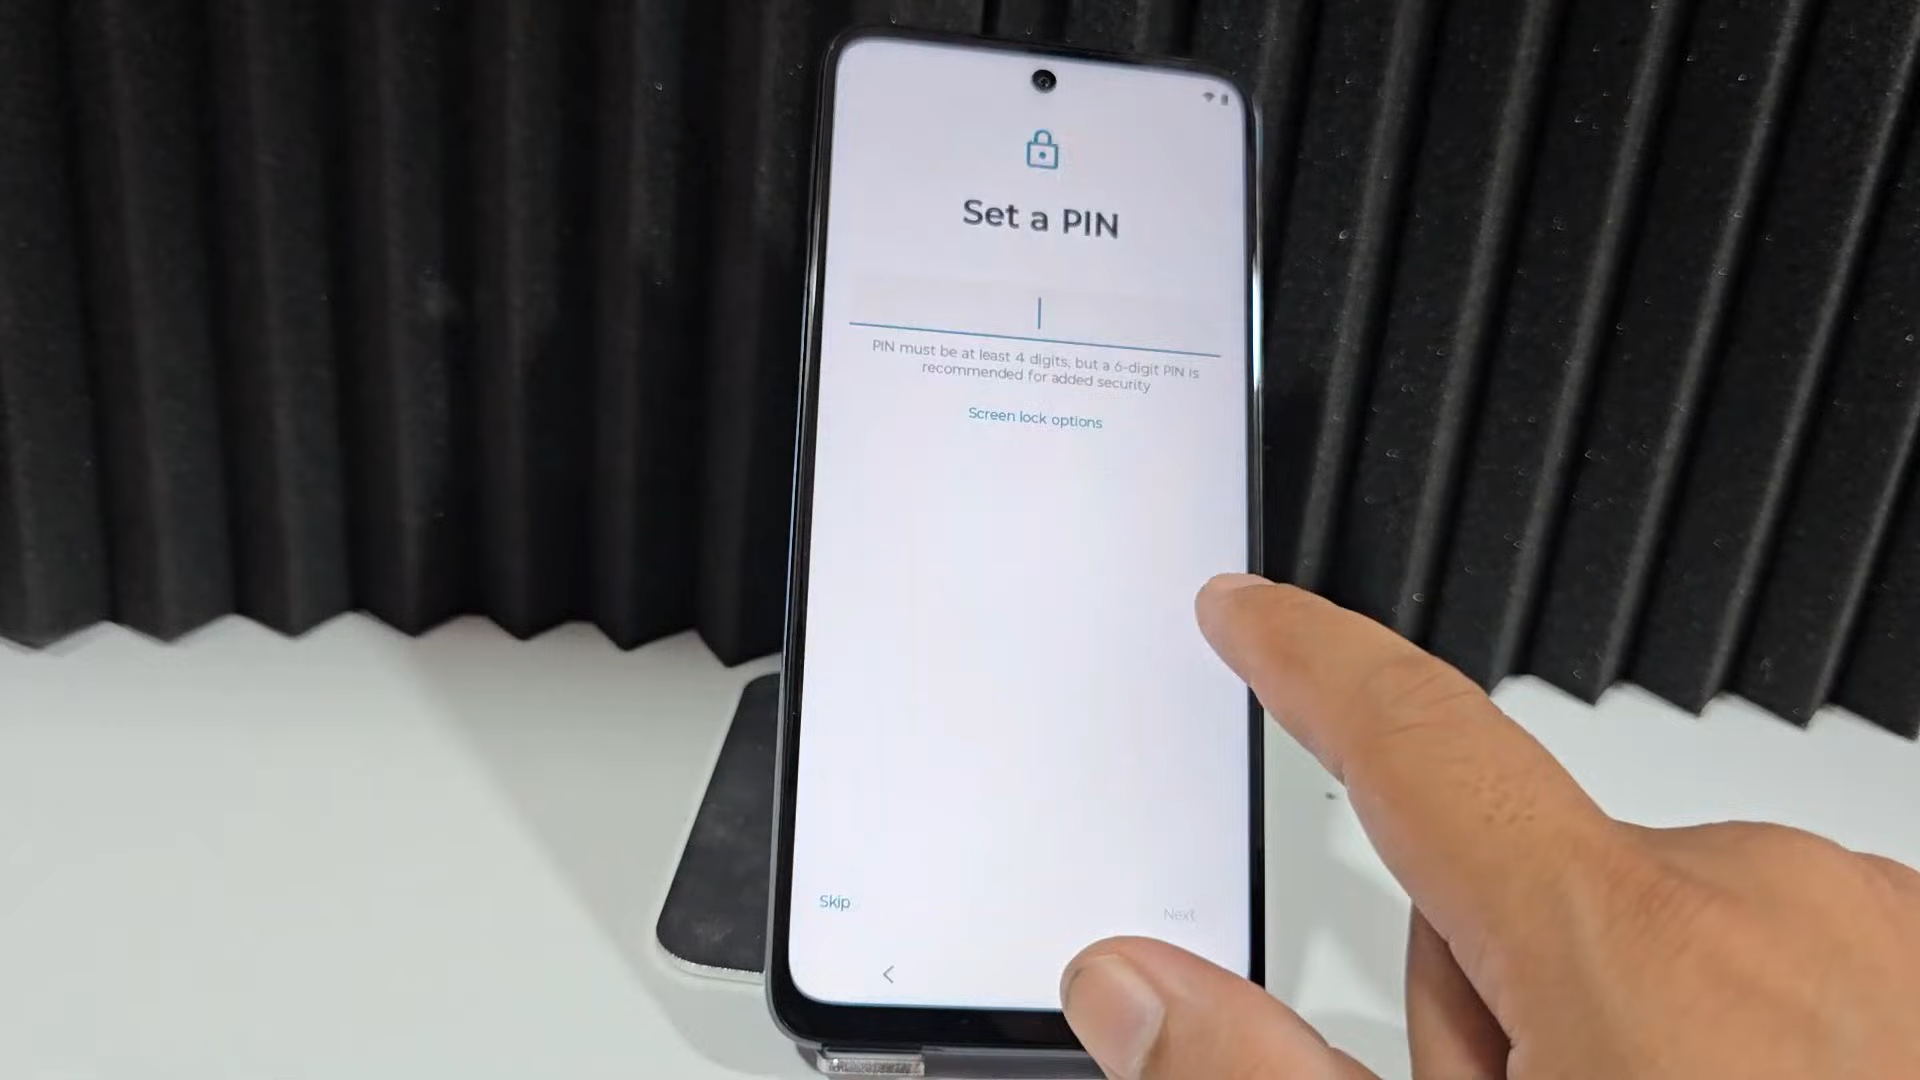 Set a PIN
PIN must be at least 4 digits, but a 6-digit PIN is
recommended for added security
Screen lock options
Skip
Next